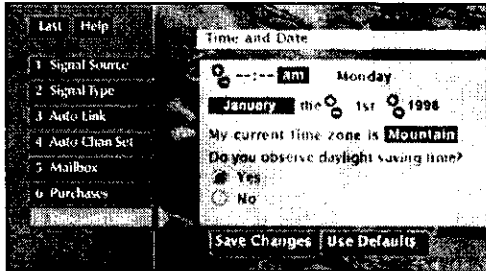 Last Help
1 Signal Source
2 Signal Type
3 Auto Link
4 Auto Chan Set
5 Mailbox
6 Purchases
Time and Date
--:-- am Monday
January the 1st 1998
My current time zone is Mountain
Do you observe daylight saving time?
Yes
No
Save Changes Use Defaults